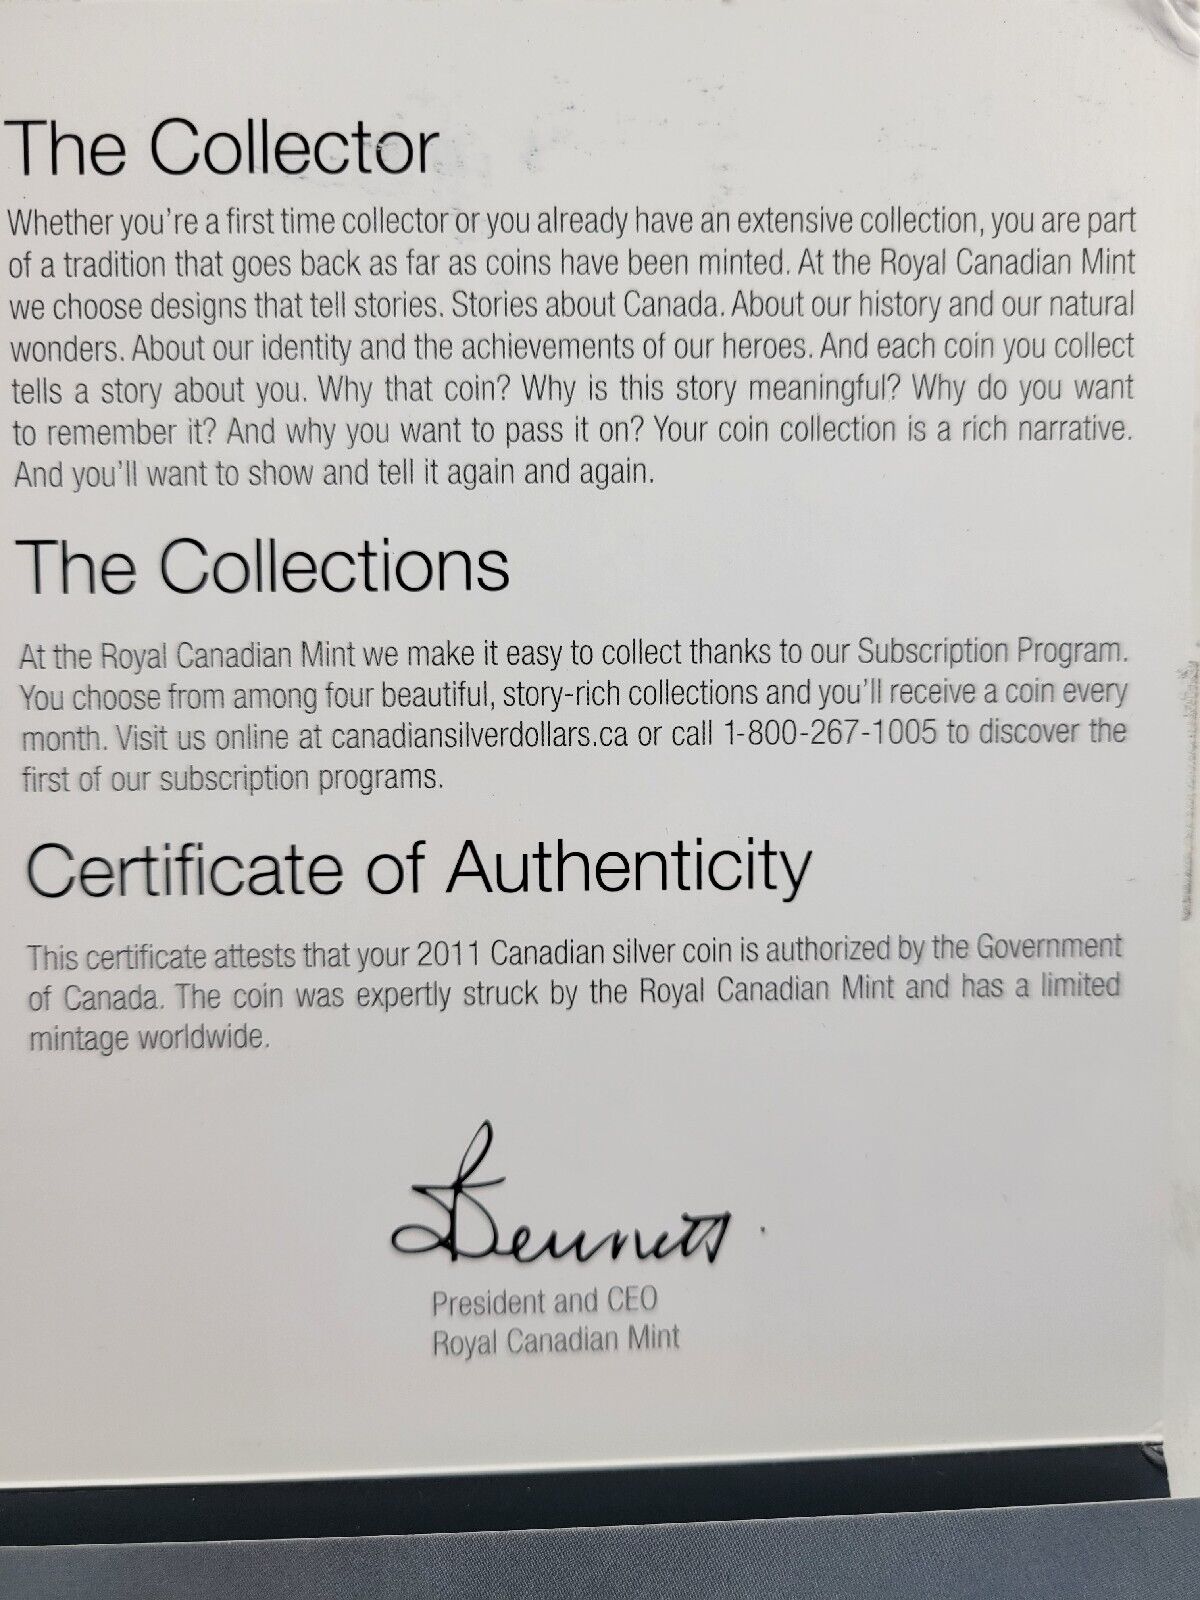 The Collector
Whether you're a first time collector or you already have an extensive collection, you are part
of a tradition that goes back as far as coins have been minted. At the Royal Canadian Mint
we choose designs that tell stories. Stories about Canada. About our history and our natural
wonders. About our identity and the achievements of our heroes. And each coin you collect
tells a story about you. Why that coin? Why is this story meaningful? Why do you want
to remember it? And why you want to pass it on? Your coin collection is a rich narrative.
And you'll want to show and tell it again and again.
The Collections
At the Royal Canadian Mint we make it easy to collect thanks to our Subscription Program.
You choose from among four beautiful, story-rich collections and you'll receive a coin every
month. Visit us online at canadiansilverdollars.ca or call 1-800-267-1005 to discover the
first of our subscription programs.
Certificate of Authenticity
This certificate attests that your 2011 Canadian silver coin is authorized by the Government
of Canada. The coin was expertly struck by the Royal Canadian Mint and has a limited
mintage worldwide.
Bennett
President and CEO
Royal Canadian Mint